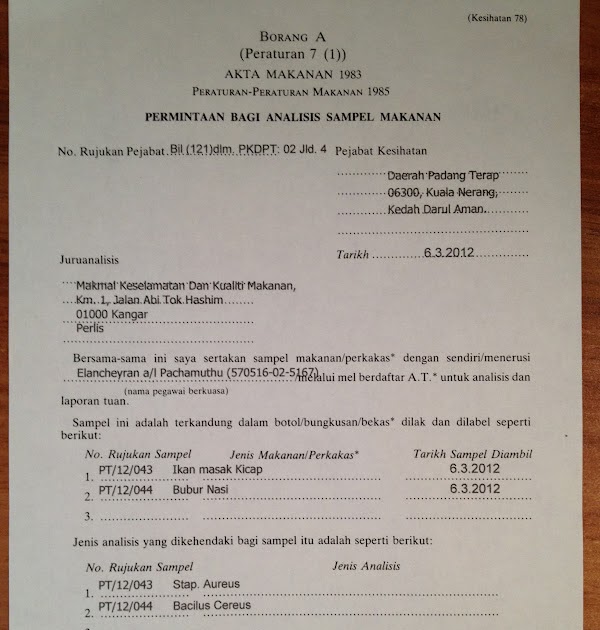 (Kesihatan 78)
BORANG A
(Peraturan 7 (1))
AKTA MAKANAN 1983
PERATURAN-PERATURAN MAKANAN 1985
PERMINTAAN BAGI ANALISIS SAMPEL MAKANAN
No. Rujukan Pejabat. Bil (121)dlm. PKDPT: 02 Jld. 4 Pejabat Kesihatan
Daerah Padang Terap
06300, Kuala Nerang,
Kedah Darul Aman.
Tarikh 6.3.2012
Juruanalisis
Makmal Keselamatan Dan Kualiti Makanan,
Km. 1, Jalan Abi Tok Hashim
01000 Kangar
Perlis
Bersama-sama ini saya sertakan sampel makanan/perkakas* dengan sendiri/menerusi
Elancheyran a/l Pachamuthu (570516-02-5167) /melalui mel berdaftar A.T.* untuk analisis dan
(nama pegawai berkuasa)
laporan tuan.
Sampel ini adalah terkandung dalam botol/bungkusan/bekas* dilak dan dilabel seperti
berikut:
No. Rujukan Sampel Jenis Makanan/Perkakas* Tarikh Sampel Diambil
1. PT/12/043 Ikan masak Kicap 6.3.2012
2. PT/12/044 Bubur Nasi 6.3.2012
3.
Jenis analisis yang dikehendaki bagi sampel itu adalah seperti berikut:
No. Rujukan Sampel Jenis Analisis
1. PT/12/043 Stap. Aureus
2. PT/12/044 Bacilus Cereus